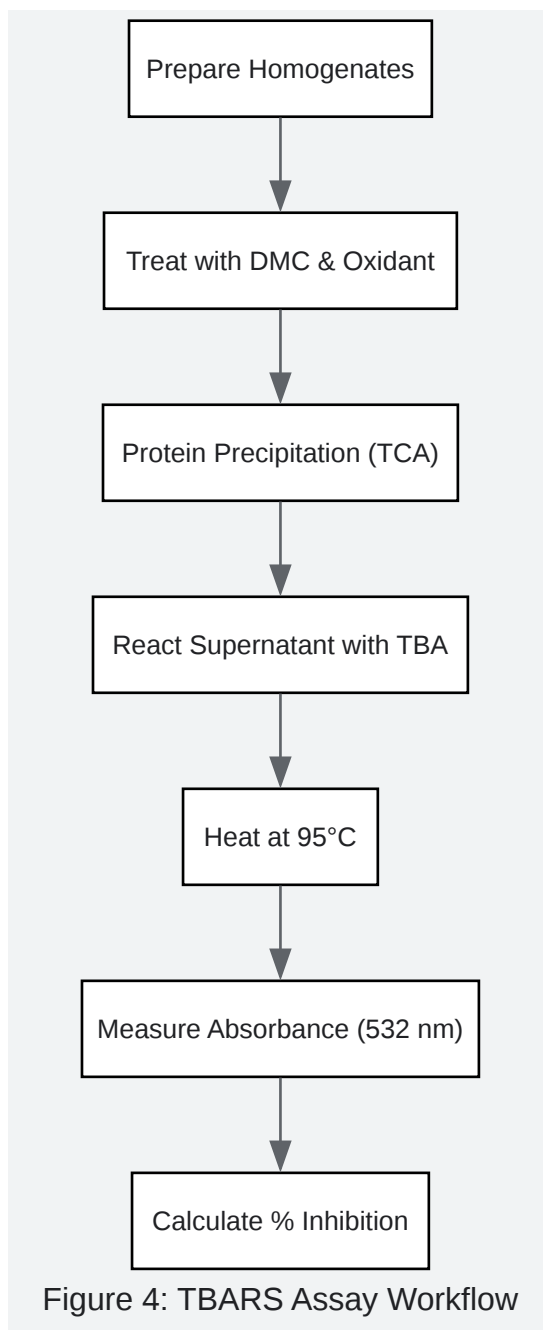 Prepare Homogenates
Treat with DMC & Oxidant
Protein Precipitation (TCA)
React Supernatant with TBA
Heat at 95°C
Measure Absorbance (532 nm)
Calculate % Inhibition
Figure 4: TBARS Assay Workflow